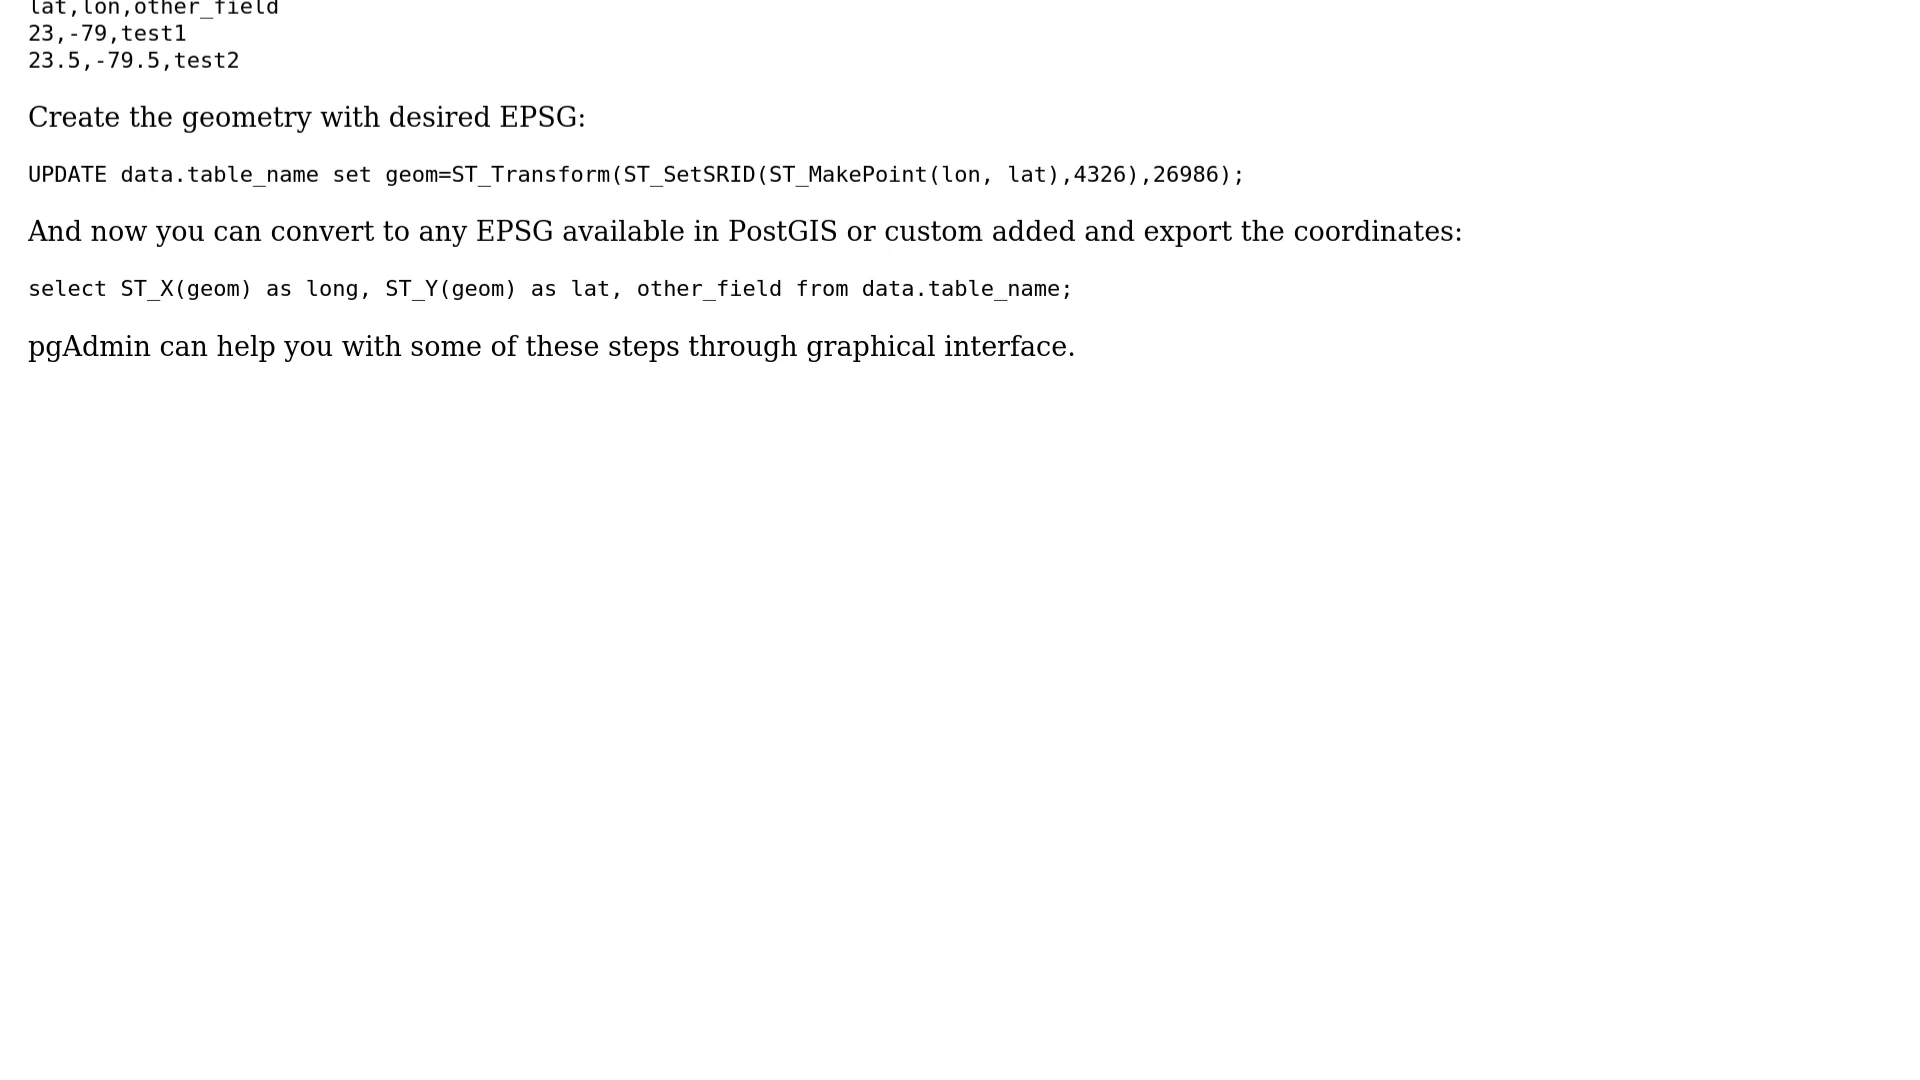 lat,lon,other_field
23,-79,test1
23.5,-79.5,test2
Create the geometry with desired EPSG:
UPDATE data.table_name set geom=ST_Transform(ST_SetSRID(ST_MakePoint(lon, lat),4326),26986);
And now you can convert to any EPSG available in PostGIS or custom added and export the coordinates:
select ST_X(geom) as long, ST_Y(geom) as lat, other_field from data.table_name;
pgAdmin can help you with some of these steps through graphical interface.